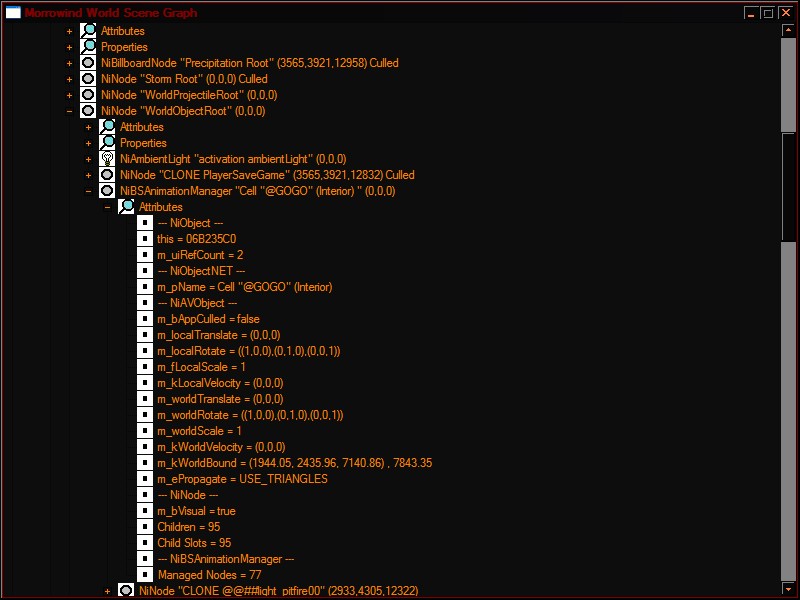 Morrowind World Scene Graph
Attributes
Properties
NiBillboardNode "Precipitation Root" (3565,3921,12958) Culled
NiNode "Storm Root" (0,0,0) Culled
NiNode "WorldProjectileRoot" (0,0,0)
NiNode "WorldObjectRoot" (0,0,0)
Attributes
Properties
NiAmbientLight "activation ambientLight" (0,0,0)
NiNode "CLONE PlayerSaveGame" (3565,3921,12832) Culled
NiBSAnimationManager "Cell "@GOGO" (Interior) " (0,0,0)
Attributes
--- NiObject ---
this = 06B235C0
m_uiRefCount = 2
--- NiObjectNET ---
m_pName = Cell "@GOGO" (Interior)
--- NiAVObject ---
m_bAppCulled = false
m_localTranslate = (0,0,0)
m_localRotate = ((1,0,0),(0,1,0),(0,0,1))
m_fLocalScale = 1
m_kLocalVelocity = (0,0,0)
m_worldTranslate = (0,0,0)
m_worldRotate = ((1,0,0),(0,1,0),(0,0,1))
m_worldScale = 1
m_kWorldVelocity = (0,0,0)
m_kWorldBound = (1944.05, 2435.96, 7140.86) , 7843.35
m_ePropagate = USE_TRIANGLES
--- NiNode ---
m_bVisual = true
Children = 95
Child Slots = 95
--- NiBSAnimationManager ---
Managed Nodes = 77
NiNode "CLONE @@##light_pitfire00" (2933,4305,12322)